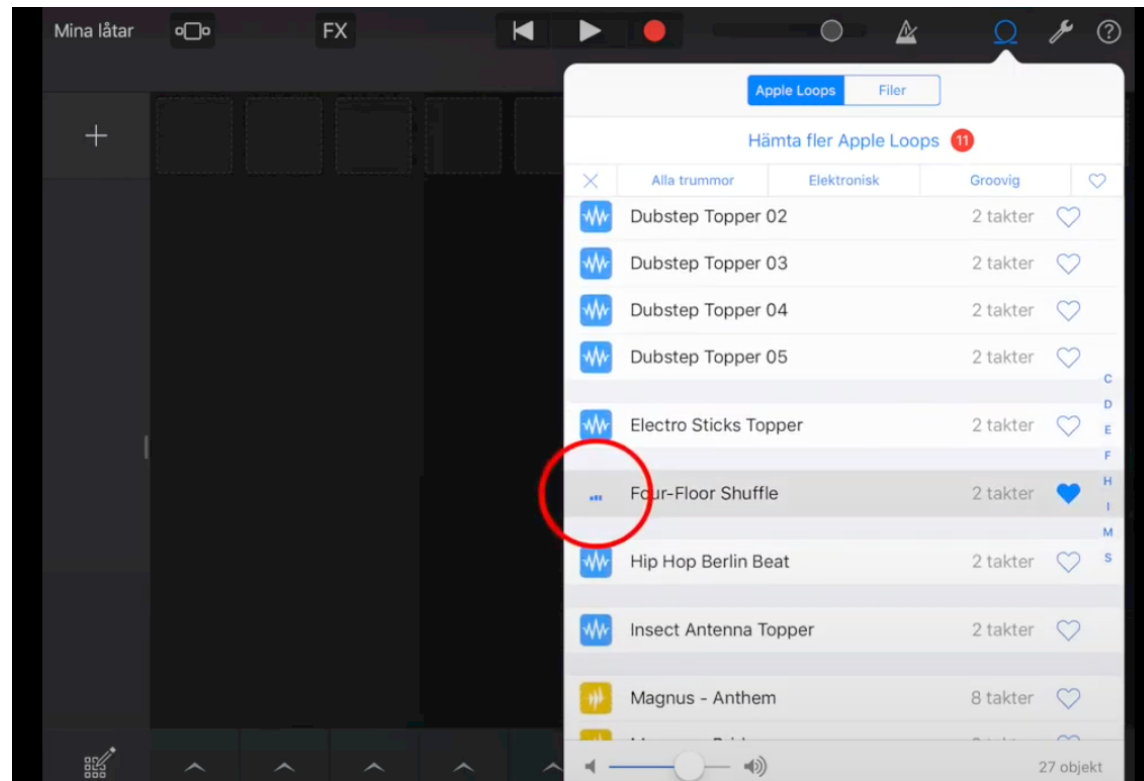 Mina låtar
FX
?
Apple Loops Filer
Hämta fler Apple Loops 11
Alla trummor Elektronisk Groovig
Dubstep Topper 02 2 takter
Dubstep Topper 03 2 takter
Dubstep Topper 04 2 takter
Dubstep Topper 05 2 takter
C
D
Electro Sticks Topper 2 takter E
F
Four-Floor Shuffle 2 takter H
I
M
Hip Hop Berlin Beat 2 takter S
Insect Antenna Topper 2 takter
Magnus - Anthem 8 takter
27 objekt